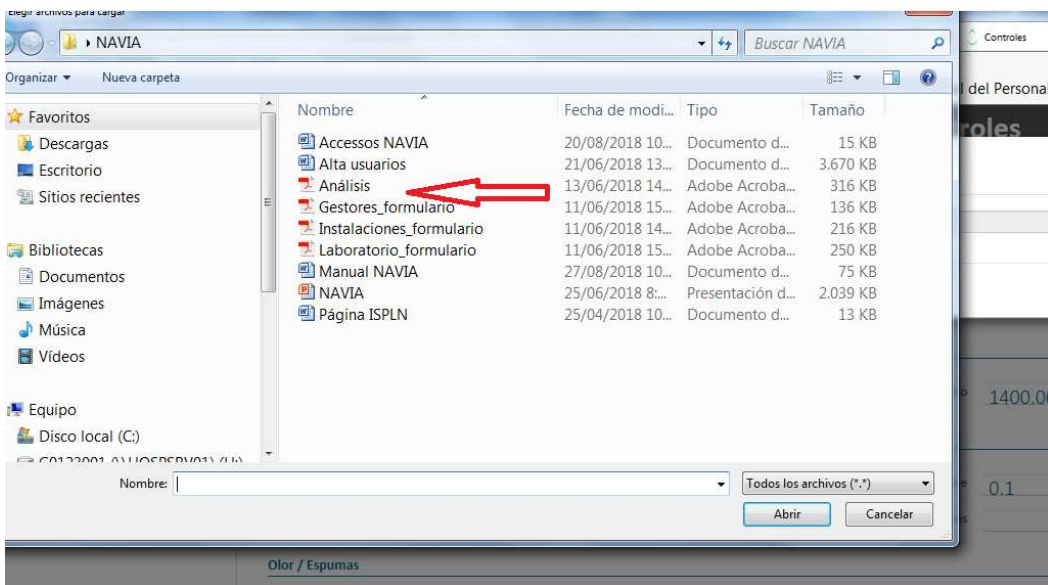 Elegir archivos para cargar
NAVIA
Buscar NAVIA
Controles
Organizar
Nueva carpeta
l del Persona
roles
Favoritos
Descargas
Escritorio
Sitios recientes
Bibliotecas
Documentos
Imágenes
Música
Vídeos
Equipo
Disco local (C:)
Nombre Fecha de modi... Tipo Tamaño
Accessos NAVIA 20/08/2018 10... Documento d... 15 KB
Alta usuarios 21/06/2018 13... Documento d... 3.670 KB
Análisis 13/06/2018 14... Adobe Acroba... 316 KB
Gestores_formulario 11/06/2018 15... Adobe Acroba... 136 KB
Instalaciones_formulario 11/06/2018 14... Adobe Acroba... 216 KB
Laboratorio_formulario 11/06/2018 15... Adobe Acroba... 250 KB
Manual NAVIA 27/08/2018 10... Documento d... 75 KB
NAVIA 25/06/2018 8:... Presentación d... 2.039 KB
Página ISPLN 25/04/2018 10... Documento d... 13 KB
Nombre:
Todos los archivos (*.*)
Abrir
Cancelar
1400,0
0,1
Olor / Espumas